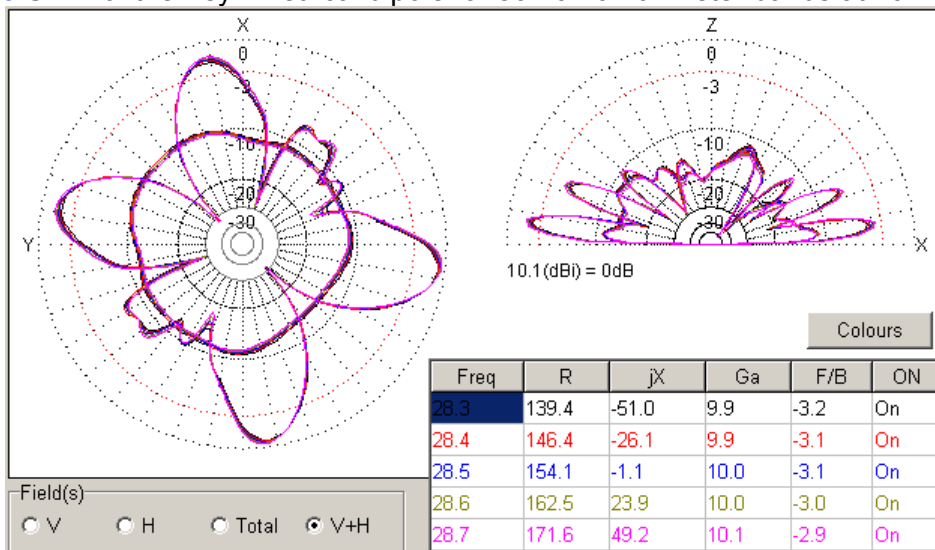 X
0
-3
-10
-20
-30
Y
Z
0
-3
-10
-20
-30
X
10.1(dBi) = 0dB
Colours
Freq R jX Ga F/B ON
28.3 139.4 -51.0 9.9 -3.2 On
28.4 146.4 -26.1 9.9 -3.1 On
28.5 154.1 -1.1 10.0 -3.1 On
28.6 162.5 23.9 10.0 -3.0 On
28.7 171.6 49.2 10.1 -2.9 On
Field(s)
V H Total V+H